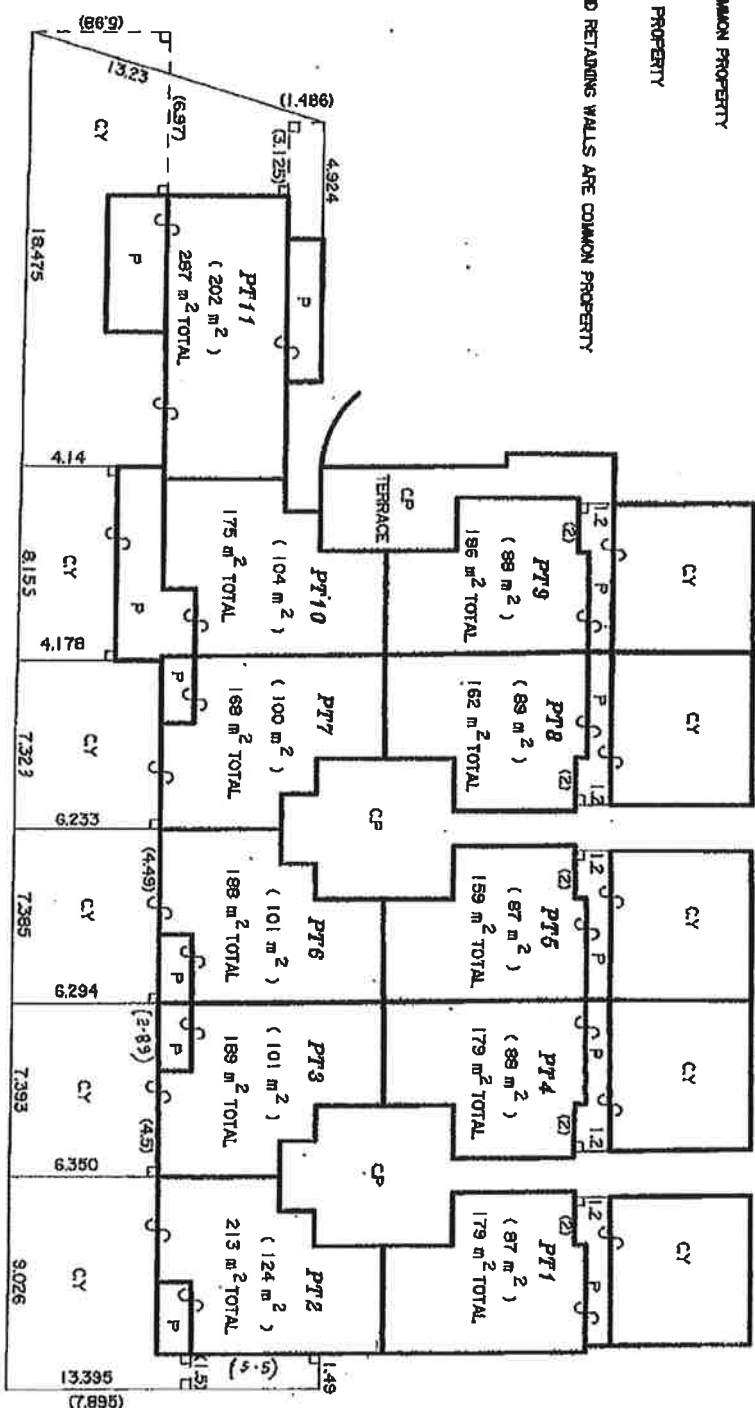 MMON PROPERTY
PROPERTY
D RETAINING WALLS ARE COMMON PROPERTY
CY
CY
CY
CY
CY
1.2
P
P
1.2
1.2
P
P
1.2
1.2
P
(2)
(2)
(2)
(2)
(2)
PT9
(88 m²)
186 m² TOTAL
PT8
(89 m²)
162 m² TOTAL
PT5
(87 m²)
159 m² TOTAL
PT4
(88 m²)
179 m² TOTAL
PT1
(87 m²)
179 m² TOTAL
CP
TERRACE
CP
CP
(5.98)
13.23
(6.97)
(1.486)
(3.125)
4.924
CY
P
P
PT11
(202 m²)
287 m² TOTAL
PT10
(104 m²)
175 m² TOTAL
PT7
(100 m²)
168 m² TOTAL
PT6
(101 m²)
188 m² TOTAL
PT3
(101 m²)
189 m² TOTAL
PT2
(124 m²)
213 m² TOTAL
P
P
P
P
P
4.14
4.178
6.233
(4.49)
6.294
(2.89)
(4.5)
6.350
(1.5)
(5.5)
1.49
CY
CY
CY
CY
CY
18.475
8.155
7.323
7.385
7.393
9.026
13.395
(7.895)